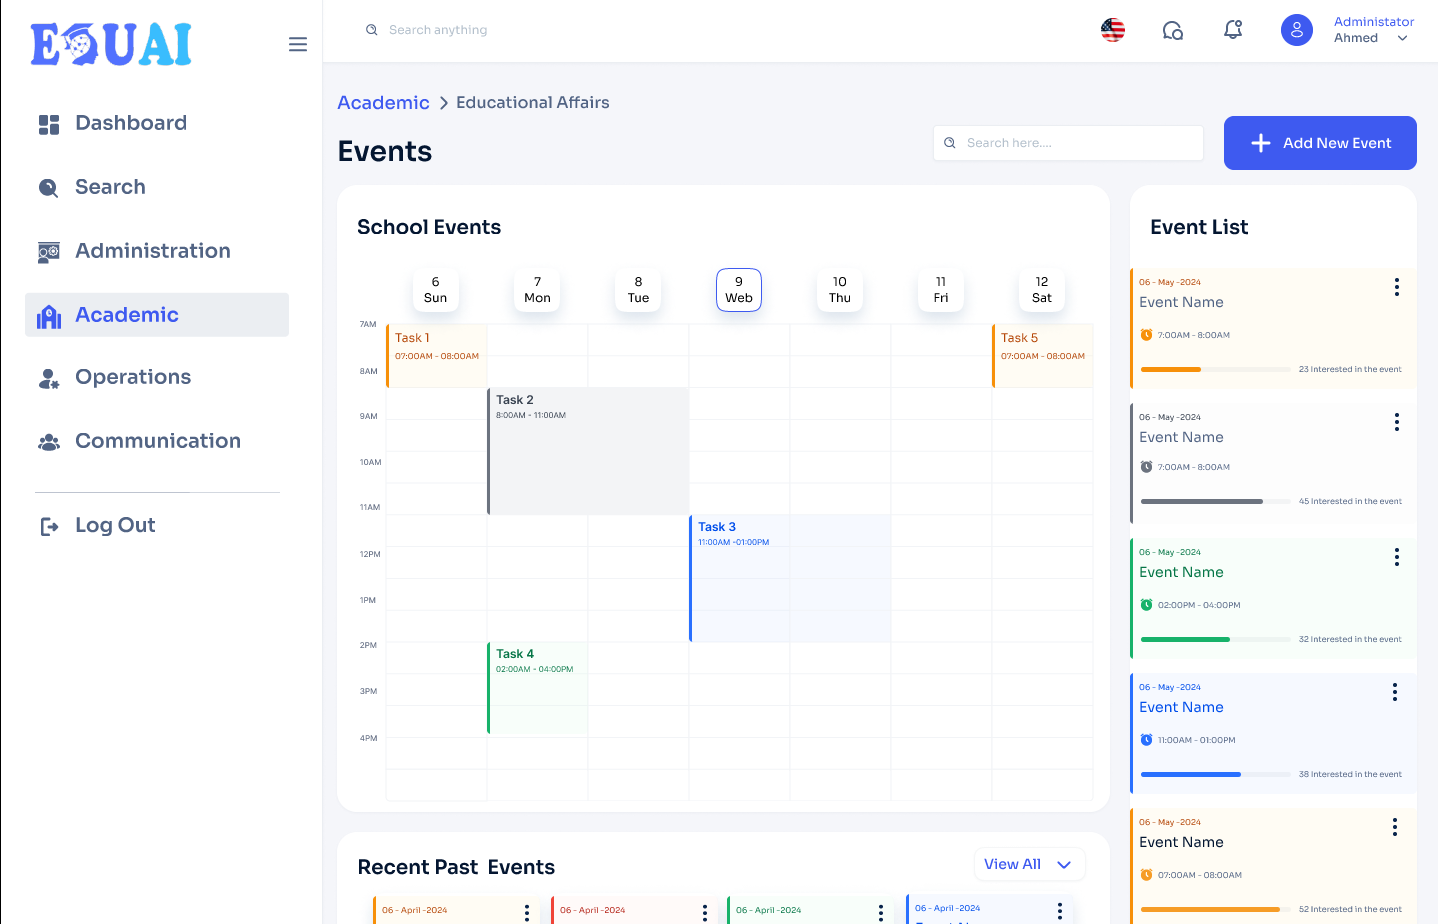 EQUAI
Dashboard
Search
Administration
Academic
Operations
Communication
Log Out
Search anything
Administator
Ahmed
Academic > Educational Affairs
Events
Search here....
Add New Event
School Events
6 Sun
7 Mon
8 Tue
9 Web
10 Thu
11 Fri
12 Sat
7AM
8AM
9AM
10AM
11AM
12PM
1PM
2PM
3PM
4PM
Task 1
07:00AM - 08:00AM
Task 5
07:00AM - 08:00AM
Task 2
8:00AM - 11:00AM
Task 3
11:00AM -01:00PM
Task 4
02:00AM - 04:00PM
Event List
06 - May -2024
Event Name
7:00AM - 8:00AM
23 Interested in the event
06 - May -2024
Event Name
7:00AM - 8:00AM
45 Interested in the event
06 - May -2024
Event Name
02:00PM - 04:00PM
32 Interested in the event
06 - May -2024
Event Name
11:00AM - 01:00PM
38 Interested in the event
06 - May -2024
Event Name
07:00AM - 08:00AM
52 Interested in the event
Recent Past Events
View All
06 - April -2024
06 - April -2024
06 - April -2024
06 - April -2024